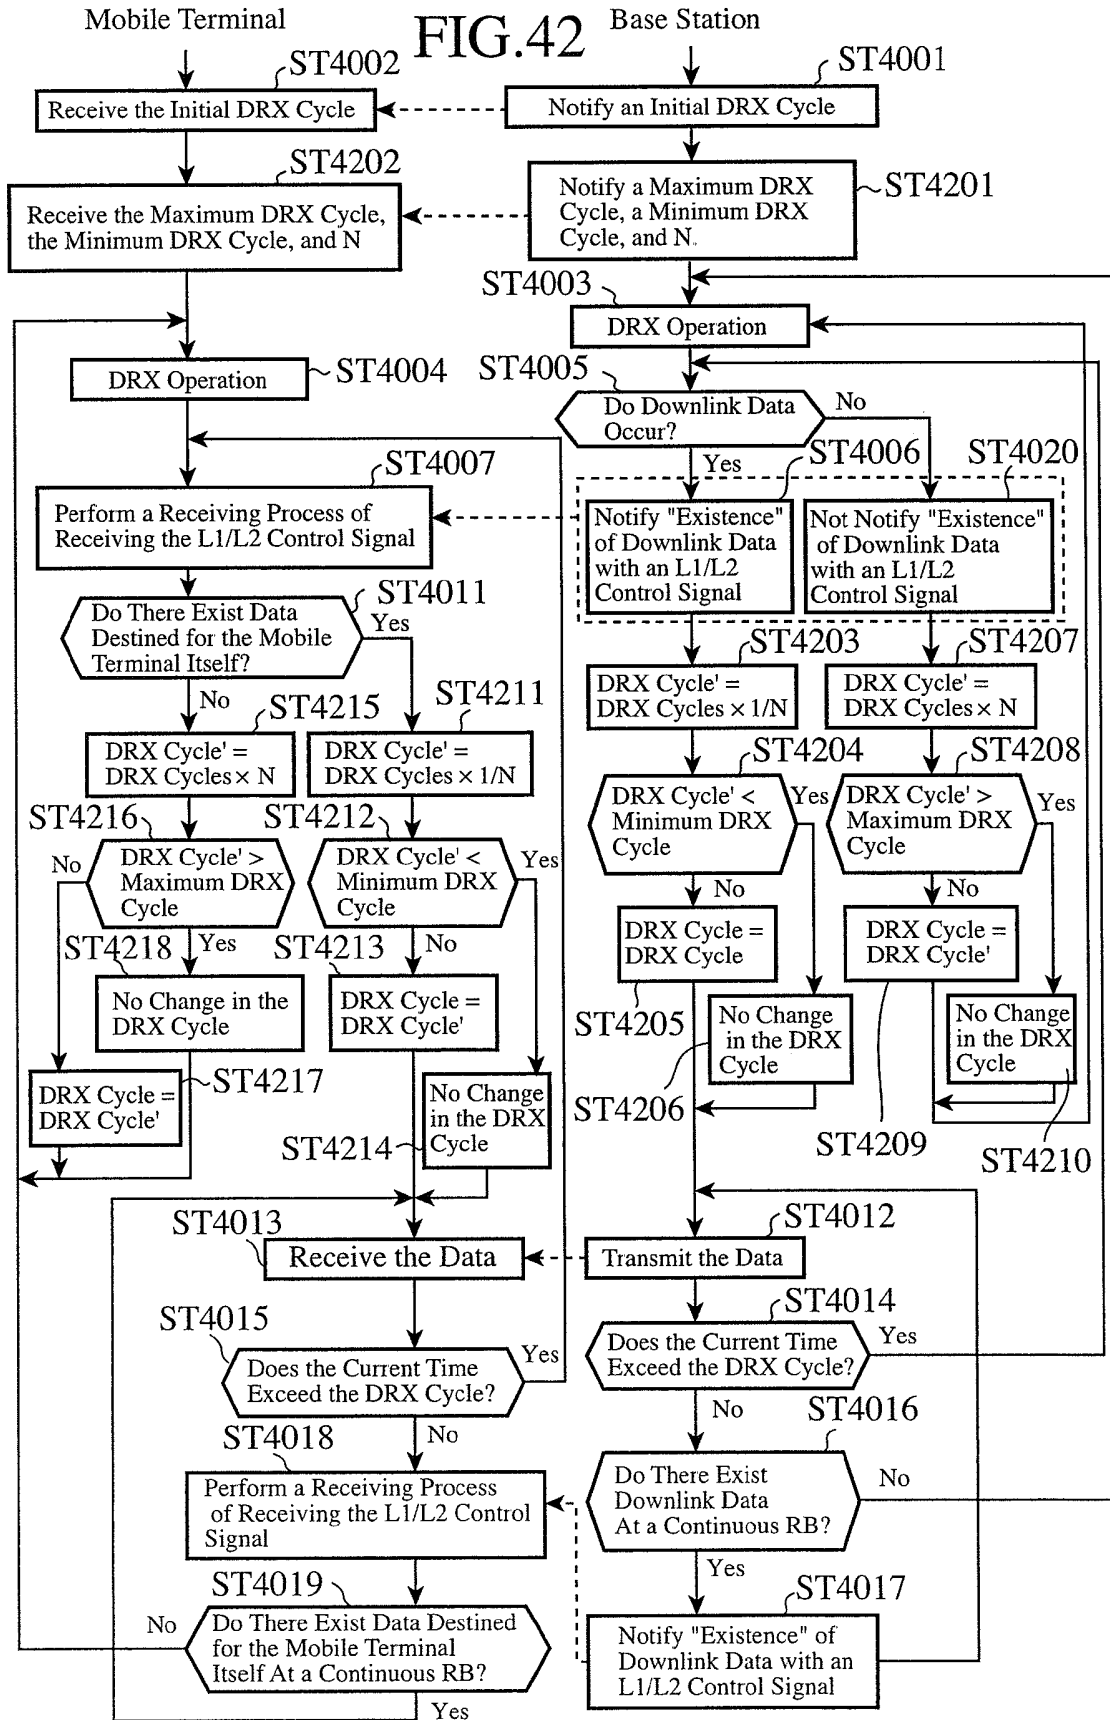 FIG.42
Mobile Terminal
Base Station
ST4002
Receive the Initial DRX Cycle
ST4001
Notify an Initial DRX Cycle
ST4202
Receive the Maximum DRX Cycle,
the Minimum DRX Cycle, and N
ST4201
Notify a Maximum DRX
Cycle, a Minimum DRX
Cycle, and N.
ST4003
DRX Operation
ST4004
DRX Operation
ST4005
Do Downlink Data
Occur?
No
Yes
ST4006
Notify "Existence"
of Downlink Data
with an L1/L2
Control Signal
ST4020
Not Notify "Existence"
of Downlink Data
with an L1/L2
Control Signal
ST4007
Perform a Receiving Process of
Receiving the L1/L2 Control Signal
ST4011
Do There Exist Data
Destined for the Mobile
Terminal Itself?
Yes
No
ST4203
DRX Cycle' =
DRX Cycles × 1/N
ST4207
DRX Cycle' =
DRX Cycles × N
ST4215
DRX Cycle' =
DRX Cycles × N
ST4211
DRX Cycle' =
DRX Cycles × 1/N
ST4204
DRX Cycle' <
Minimum DRX
Cycle
Yes
No
ST4208
DRX Cycle' >
Maximum DRX
Cycle
Yes
No
ST4216
DRX Cycle' >
Maximum DRX
Cycle
No
Yes
ST4212
DRX Cycle' <
Minimum DRX
Cycle
Yes
No
DRX Cycle =
DRX Cycle
ST4205
DRX Cycle =
DRX Cycle'
ST4209
ST4218
No Change in the
DRX Cycle
ST4213
DRX Cycle =
DRX Cycle'
No Change
in the DRX
Cycle
ST4206
No Change
in the DRX
Cycle
ST4210
DRX Cycle =
DRX Cycle'
ST4217
No Change
in the DRX
Cycle
ST4214
ST4013
Receive the Data
ST4012
Transmit the Data
ST4015
Does the Current Time
Exceed the DRX Cycle?
Yes
No
ST4014
Does the Current Time
Exceed the DRX Cycle?
Yes
No
ST4018
Perform a Receiving Process
of Receiving the L1/L2 Control
Signal
ST4016
Do There Exist
Downlink Data
At a Continuous RB?
No
Yes
ST4019
Do There Exist Data Destined
for the Mobile Terminal
Itself At a Continuous RB?
No
Yes
ST4017
Notify "Existence" of
Downlink Data with an
L1/L2 Control Signal